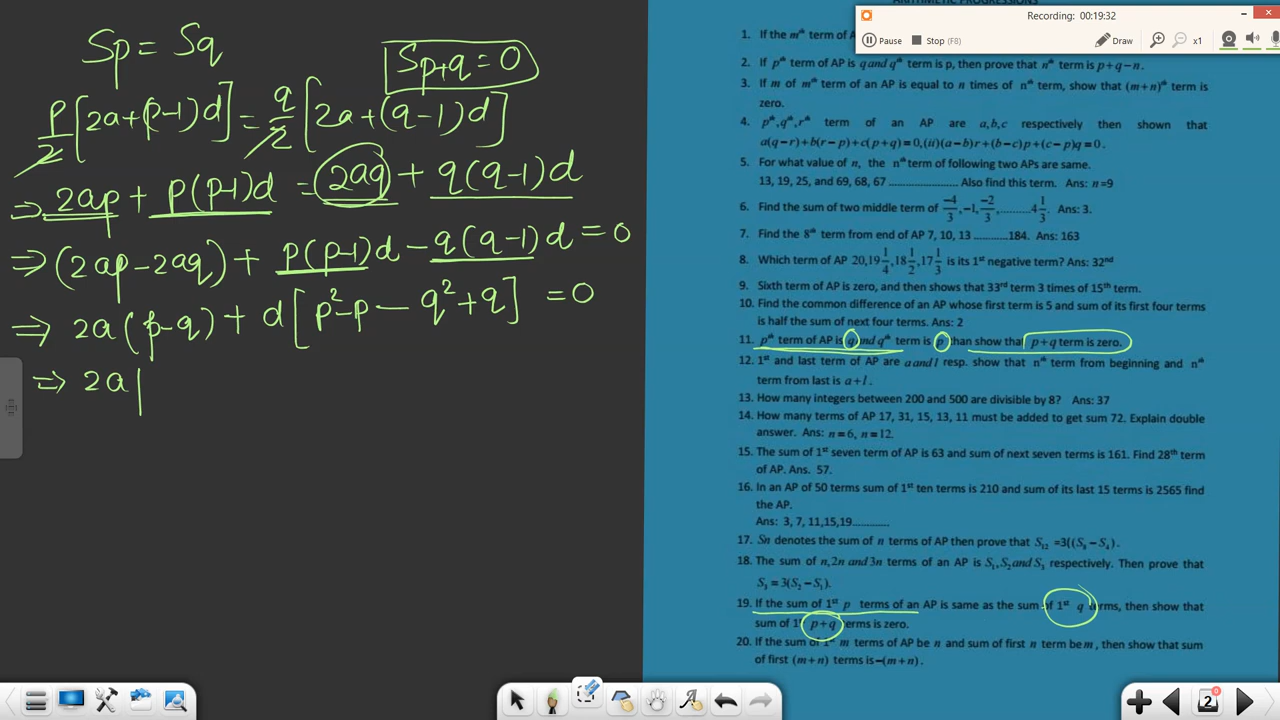 Sp = Sq
Sp+q = 0
p/2 [2a+(p-1)d] = q/2 [2a+(q-1)d]
⇒ 2ap + p(p-1)d = 2aq + q(q-1)d
⇒ (2ap-2aq) + p(p-1)d - q(q-1)d = 0
⇒ 2a(p-q) + d[p²-p - q²+q] = 0
⇒ 2a
Recording: 00:19:32
Pause Stop (F8) Draw x1
1. If the mth term of A
2. If pth term of AP is q and qth term is p, then prove that nth term is p+q−n.
3. If m of mth term of an AP is equal to n times of nth term, show that (m+n)th term is
zero.
4. pth,qth,rth term of an AP are a,b,c respectively then shown that
a(q−r)+b(r−p)+c(p+q)=0,(ii)(a−b)r+(b−c)p+(c−p)q=0.
5. For what value of n, the nth term of following two APs are same.
13, 19, 25, and 69, 68, 67 ...................... Also find this term. Ans: n=9
6. Find the sum of two middle term of -4/3,-1,-2/3,..........4 1/3. Ans: 3.
7. Find the 8th term from end of AP 7, 10, 13 ............184. Ans: 163
8. Which term of AP 20,19 1/4,18 1/2,17 1/3 is its 1st negative term? Ans: 32nd
9. Sixth term of AP is zero, and then shows that 33rd term 3 times of 15th term.
10. Find the common difference of an AP whose first term is 5 and sum of its first four terms
is half the sum of next four terms. Ans: 2
11. pth term of AP is q and qth term is p than show that p+q term is zero.
12. 1st and last term of AP are a and l resp. show that nth term from beginning and nth
term from last is a+l.
13. How many integers between 200 and 500 are divisible by 8? Ans: 37
14. How many terms of AP 17, 31, 15, 13, 11 must be added to get sum 72. Explain double
answer. Ans: n=6, n=12.
15. The sum of 1st seven term of AP is 63 and sum of next seven terms is 161. Find 28th term
of AP. Ans. 57.
16. In an AP of 50 terms sum of 1st ten terms is 210 and sum of its last 15 terms is 2565 find
the AP.
Ans: 3, 7, 11,15,19............
17. Sn denotes the sum of n terms of AP then prove that S12 =3((S8−S4).
18. The sum of n,2n and 3n terms of an AP is S1,S2 and S3 respectively. Then prove that
S3 = 3(S2−S1).
19. If the sum of 1st p terms of an AP is same as the sum of 1st q terms, then show that
sum of 1st p+q terms is zero.
20. If the sum of 1st m terms of AP be n and sum of first n term be m, then show that sum
of first (m+n) terms is −(m+n).
2